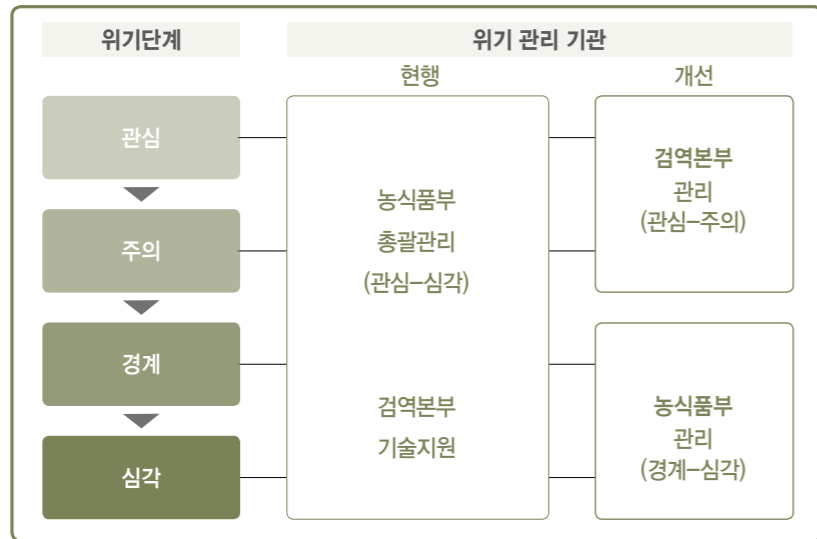 위기단계
위기 관리 기관
현행
개선
관심
주의
경계
심각
농식품부
총괄관리
(관심–심각)
검역본부
기술지원
검역본부
관리
(관심–주의)
농식품부
관리
(경계–심각)